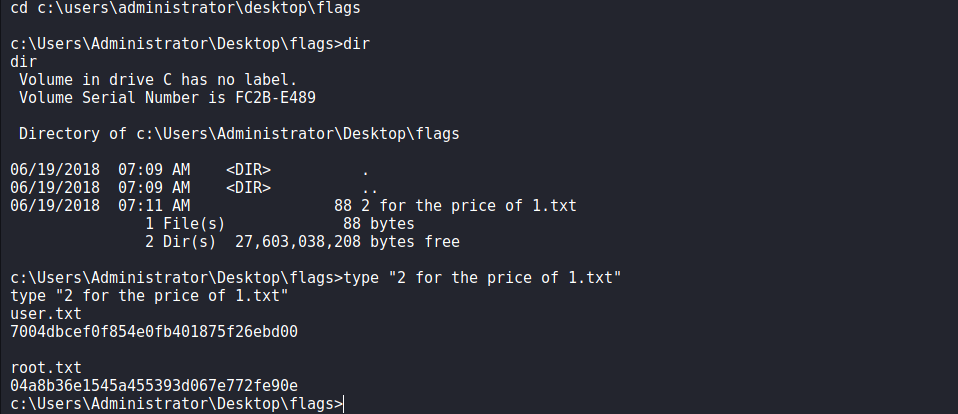 cd c:\users\administrator\desktop\flags

c:\Users\Administrator\Desktop\flags>dir
dir
 Volume in drive C has no label.
 Volume Serial Number is FC2B-E489

 Directory of c:\Users\Administrator\Desktop\flags

06/19/2018  07:09 AM    <DIR>          .
06/19/2018  07:09 AM    <DIR>          ..
06/19/2018  07:11 AM                88 2 for the price of 1.txt
               1 File(s)             88 bytes
               2 Dir(s)  27,603,038,208 bytes free

c:\Users\Administrator\Desktop\flags>type "2 for the price of 1.txt"
type "2 for the price of 1.txt"
user.txt
7004dbcef0f854e0fb401875f26ebd00

root.txt
04a8b36e1545a455393d067e772fe90e
c:\Users\Administrator\Desktop\flags>